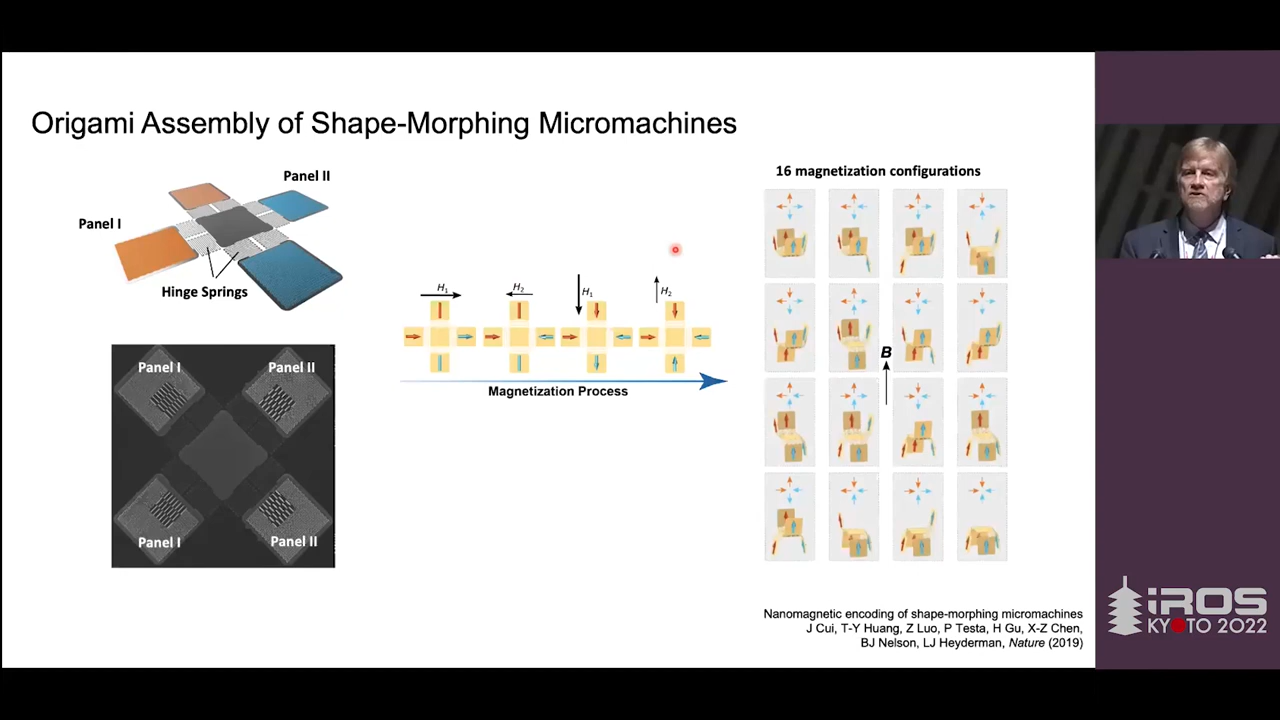 Origami Assembly of Shape-Morphing Micromachines
Panel II
Panel I
Hinge Springs
Panel I
Panel II
Panel I
Panel II
H1
H2
H1
H2
Magnetization Process
16 magnetization configurations
B
Nanomagnetic encoding of shape-morphing micromachines
J Cui, T-Y Huang, Z Luo, P Testa, H Gu, X-Z Chen,
BJ Nelson, LJ Heyderman, Nature (2019)
iROS
KYOTO 2022